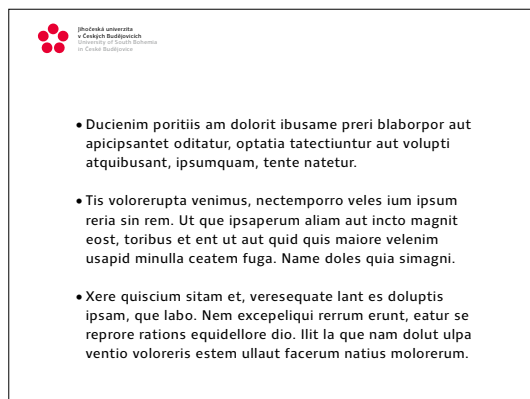 Jihočeská univerzita
v Českých Budějovicích
University of South Bohemia
in České Budějovice
• Ducienim poritiis am dolorit ibusame preri blaborpor aut
apicipsantet oditatur, optatia tatectiuntur aut volupti
atquibusant, ipsumquam, tente natetur.
• Tis volorerupta venimus, nectemporro veles ium ipsum
reria sin rem. Ut que ipsaperum aliam aut incto magnit
eost, toribus et ent ut aut quid quis maiore velenim
usapid minulla ceatem fuga. Name doles quia simagni.
• Xere quiscium sitam et, veresequate lant es doluptis
ipsam, que labo. Nem excepeliqui rerrum erunt, eatur se
reprore rations equidellore dio. Ilit la que nam dolut ulpa
ventio voloreris estem ullaut facerum natius molorerum.